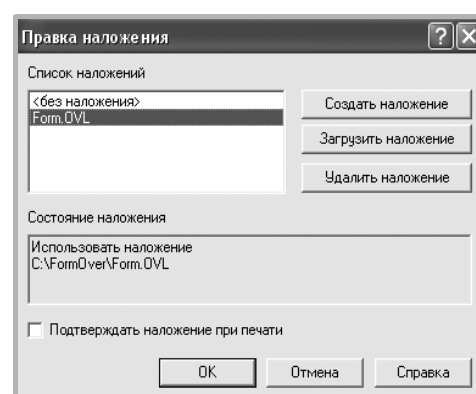 Правка наложения
Список наложений
<без наложения>
Form.OVL
Создать наложение
Загрузить наложение
Удалить наложение
Состояние наложения
Использовать наложение
C:\FormOver\Form.OVL
Подтверждать наложение при печати
OK
Отмена
Справка